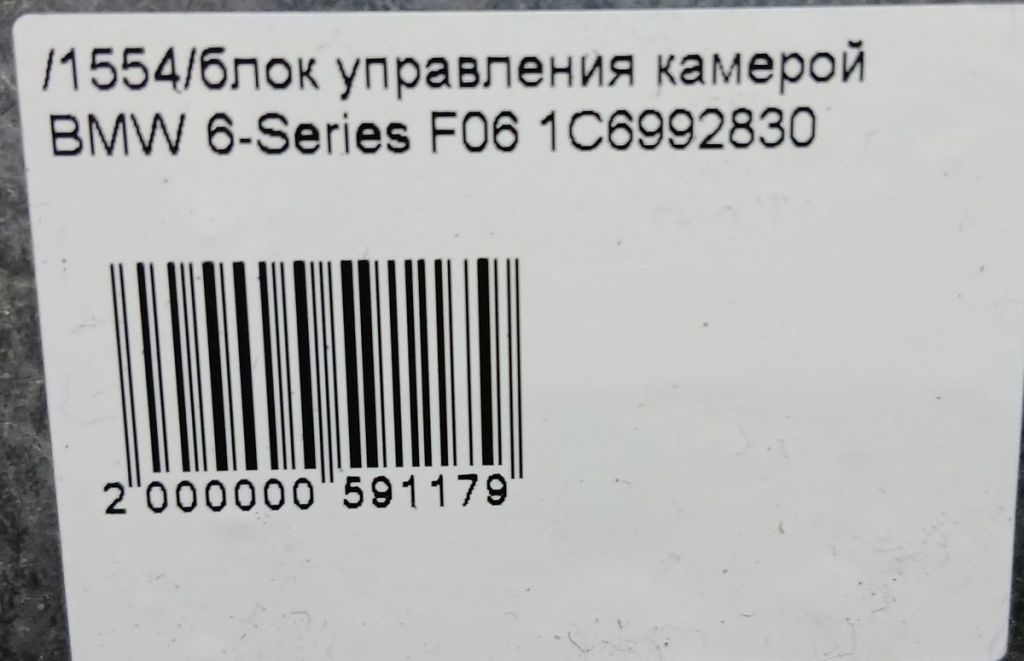 /1554/блок управления камерой
BMW 6-Series F06 1C6992830
2 000000 591179